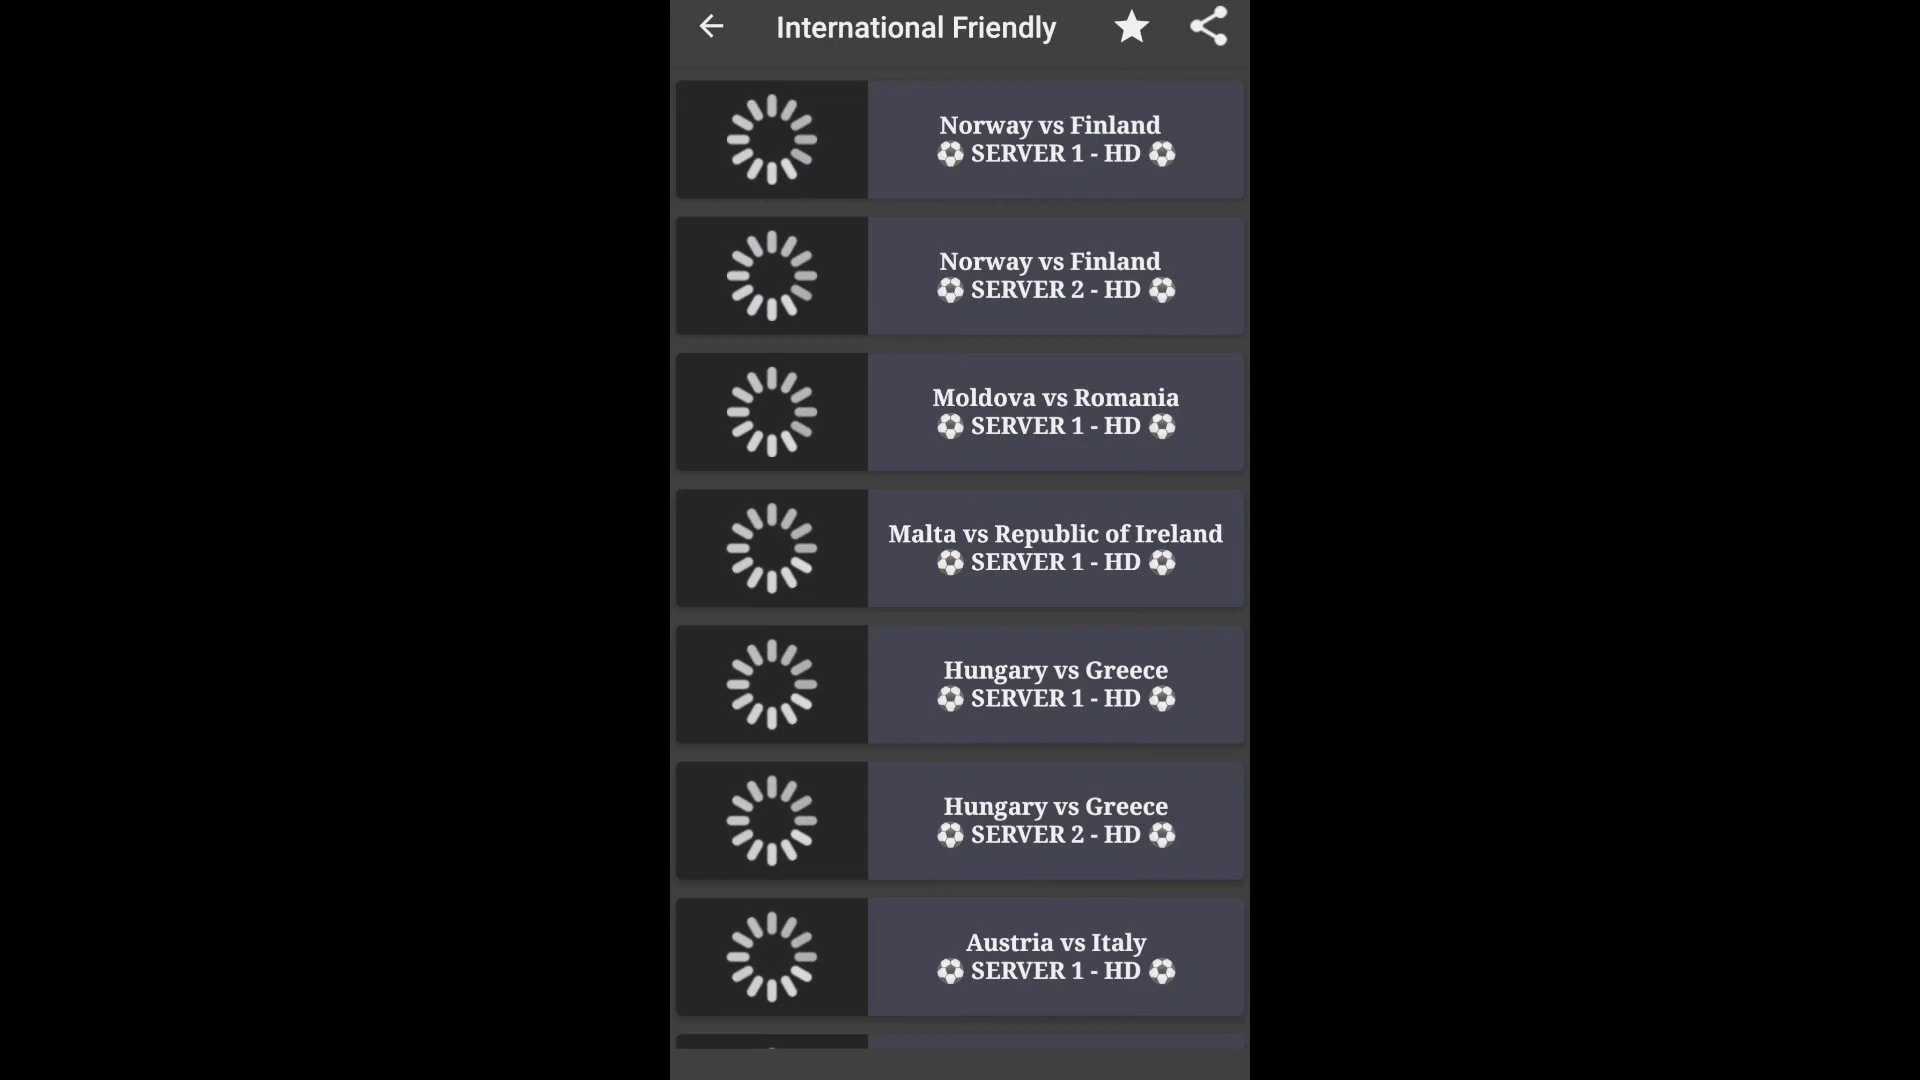 International Friendly
Norway vs Finland
⚽ SERVER 1 - HD ⚽
Norway vs Finland
⚽ SERVER 2 - HD ⚽
Moldova vs Romania
⚽ SERVER 1 - HD ⚽
Malta vs Republic of Ireland
⚽ SERVER 1 - HD ⚽
Hungary vs Greece
⚽ SERVER 1 - HD ⚽
Hungary vs Greece
⚽ SERVER 2 - HD ⚽
Austria vs Italy
⚽ SERVER 1 - HD ⚽